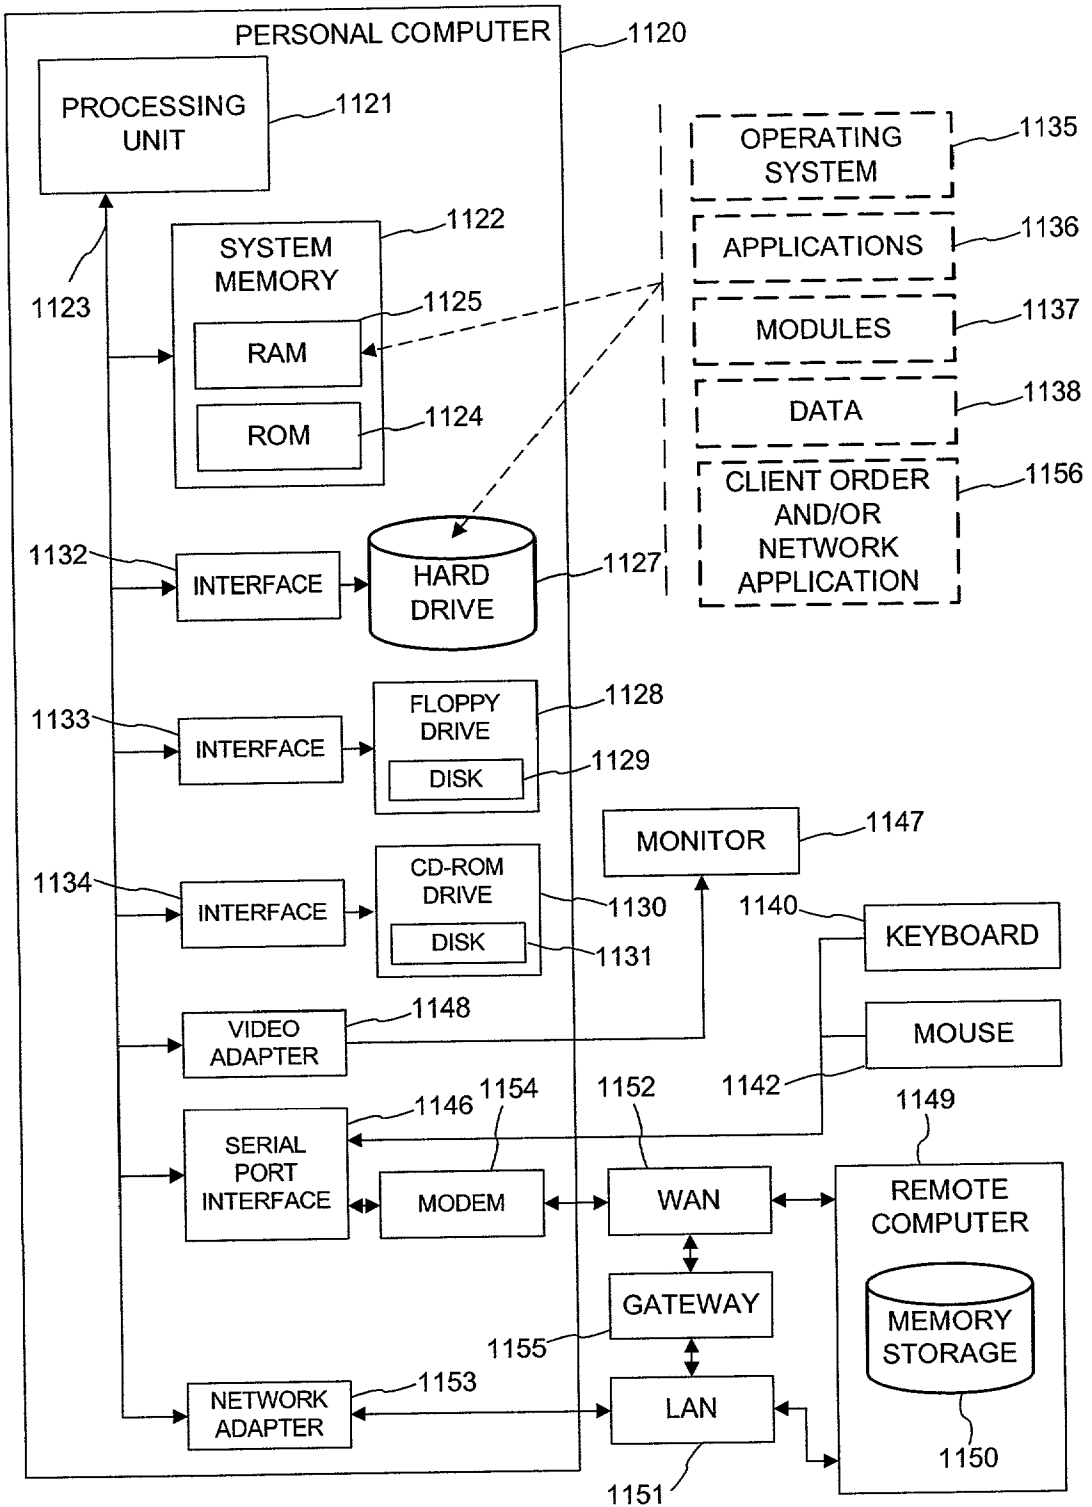 PERSONAL COMPUTER
1120
PROCESSING
UNIT
1121
1123
SYSTEM
MEMORY
1122
RAM
1125
ROM
1124
OPERATING
SYSTEM
1135
APPLICATIONS
1136
MODULES
1137
DATA
1138
CLIENT ORDER
AND/OR
NETWORK
APPLICATION
1156
1132
INTERFACE
HARD
DRIVE
1127
1133
INTERFACE
FLOPPY
DRIVE
1128
DISK
1129
1134
INTERFACE
CD-ROM
DRIVE
1130
DISK
1131
MONITOR
1147
1140
KEYBOARD
MOUSE
1142
VIDEO
ADAPTER
1148
SERIAL
PORT
INTERFACE
1146
MODEM
1154
WAN
1152
1149
REMOTE
COMPUTER
MEMORY
STORAGE
1150
GATEWAY
1155
NETWORK
ADAPTER
1153
LAN
1151